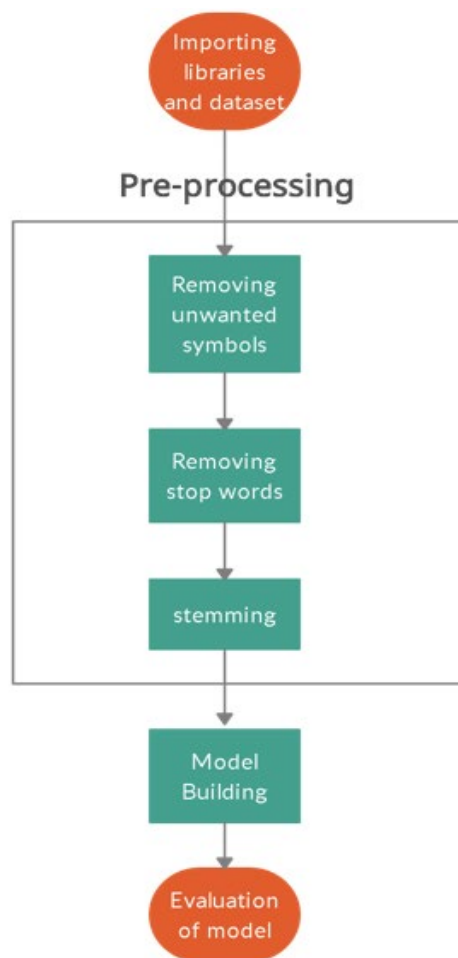 Importing
libraries
and dataset
Pre-processing
Removing
unwanted
symbols
Removing
stop words
stemming
Model
Building
Evaluation
of model